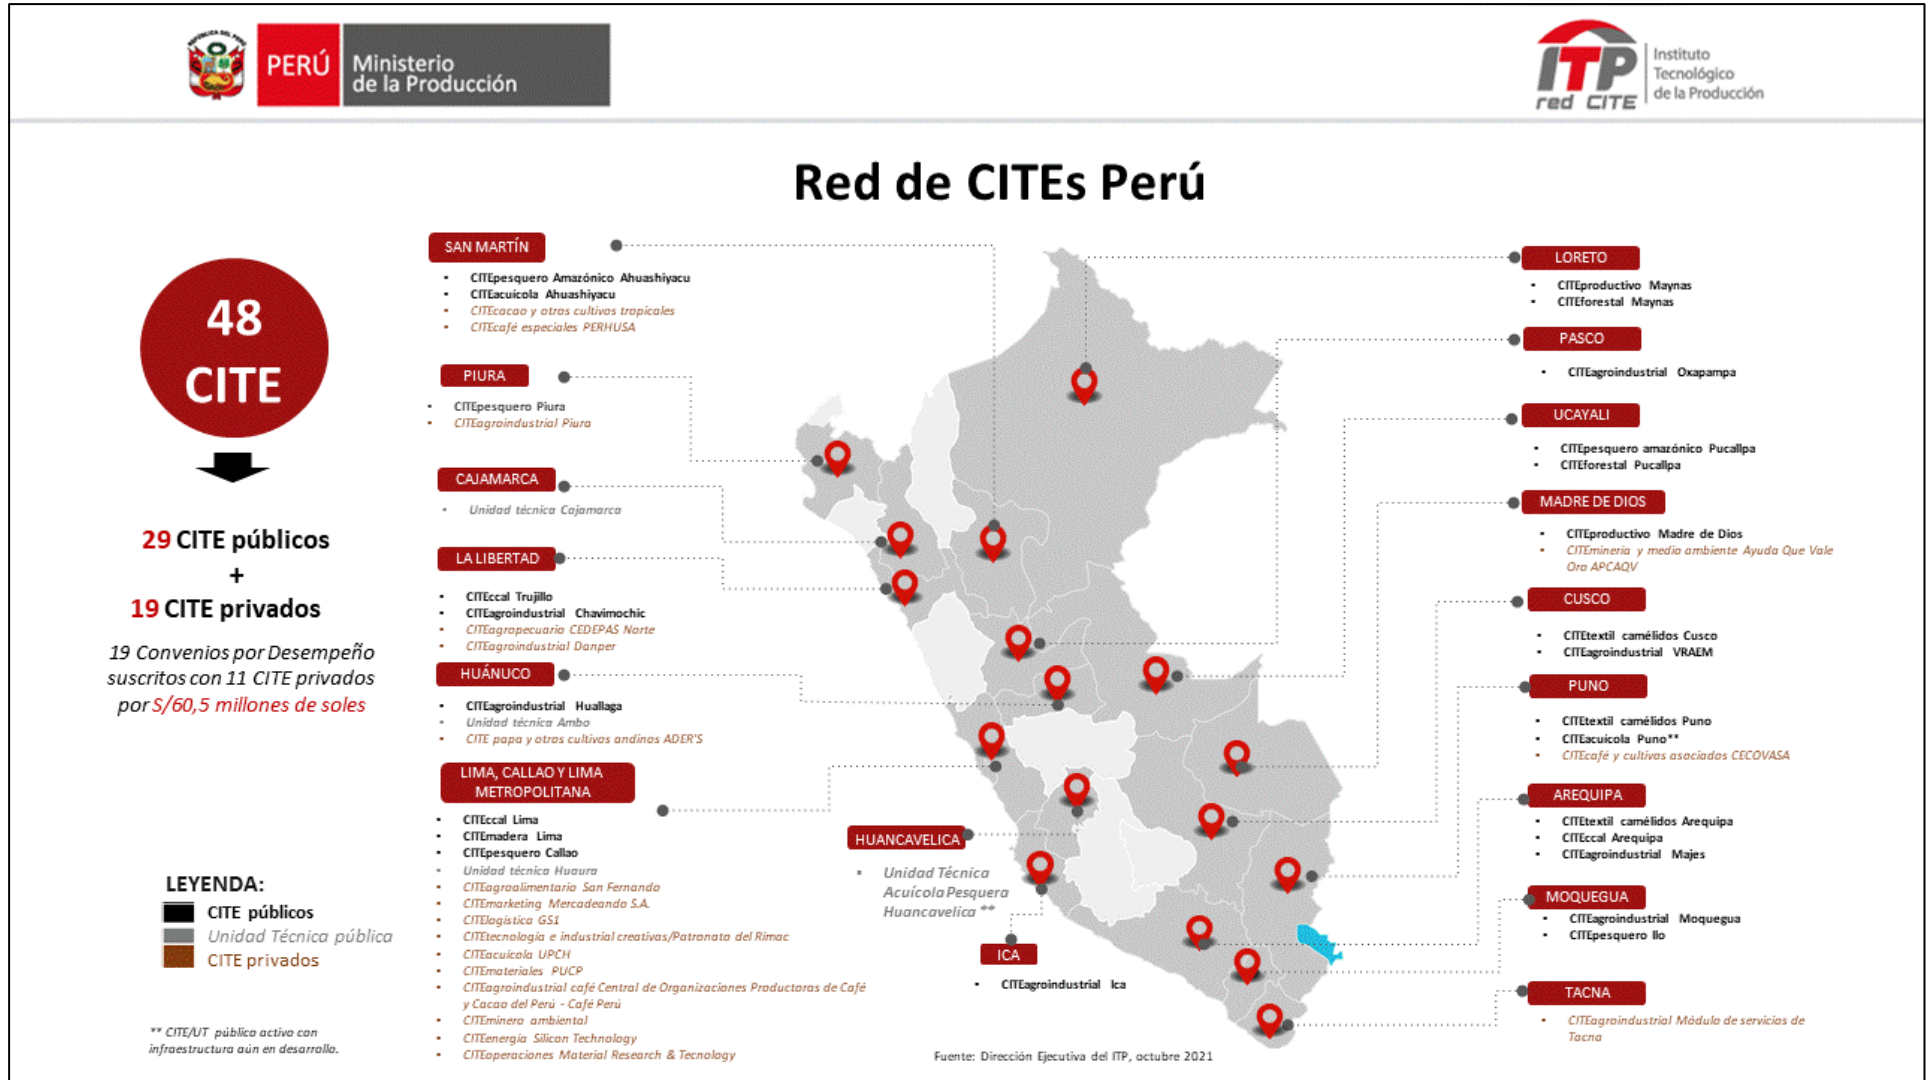 REPÚBLICA DEL PERÚ
PERÚ
Ministerio
de la Producción
ITP
red CITE
Instituto
Tecnológico
de la Producción
Red de CITEs Perú
48
CITE
29 CITE públicos
+
19 CITE privados
19 Convenios por Desempeño
suscritos con 11 CITE privados
por S/60,5 millones de soles
LEYENDA:
CITE públicos
Unidad Técnica pública
CITE privados
** CITE/UT público activo con
infraestructura aún en desarrollo.
SAN MARTÍN
CITEpesquero Amazónico Ahuashiyacu
CITEacuícola Ahuashiyacu
CITEcacao y otros cultivos tropicales
CITEcafé especiales PERHUSA
PIURA
CITEpesquero Piura
CITEagroindustrial Piura
CAJAMARCA
Unidad técnica Cajamarca
LA LIBERTAD
CITEccal Trujillo
CITEagroindustrial Chavimochic
CITEagropecuario CEDEPAS Norte
CITEagroindustrial Danper
HUÁNUCO
CITEagroindustrial Huallaga
Unidad técnica Ambo
CITE papa y otros cultivos andinos ADER'S
LIMA, CALLAO Y LIMA
METROPOLITANA
CITEccal Lima
CITEmadera Lima
CITEpesquero Callao
Unidad técnica Huaura
CITEagroalimentario San Fernando
CITEmarketing Mercadeando S.A.
CITElogística GS1
CITEtecnología e industrial creativas/Patronato del Rimac
CITEacuícola UPCH
CITEmateriales PUCP
CITEagroindustrial café Central de Organizaciones Productoras de Café
y Cacao del Perú - Café Perú
CITEminero ambiental
CITEenergía Silicon Technology
CITEoperaciones Material Research & Tecnology
HUANCAVELICA
Unidad Técnica
Acuícola Pesquera
Huancavelica **
ICA
CITEagroindustrial Ica
LORETO
CITEproductivo Maynas
CITEforestal Maynas
PASCO
CITEagroindustrial Oxapampa
UCAYALI
CITEpesquero amazónico Pucallpa
CITEforestal Pucallpa
MADRE DE DIOS
CITEproductivo Madre de Dios
CITEminería y medio ambiente Ayuda Que Vale
Oro APCAQV
CUSCO
CITEtextil camélidos Cusco
CITEagroindustrial VRAEM
PUNO
CITEtextil camélidos Puno
CITEacuícola Puno**
CITEcafé y cultivos asociados CECOVASA
AREQUIPA
CITEtextil camélidos Arequipa
CITEccal Arequipa
CITEagroindustrial Majes
MOQUEGUA
CITEagroindustrial Moquegua
CITEpesquero Ilo
TACNA
CITEagroindustrial Módulo de servicios de
Tacna
Fuente: Dirección Ejecutiva del ITP, octubre 2021